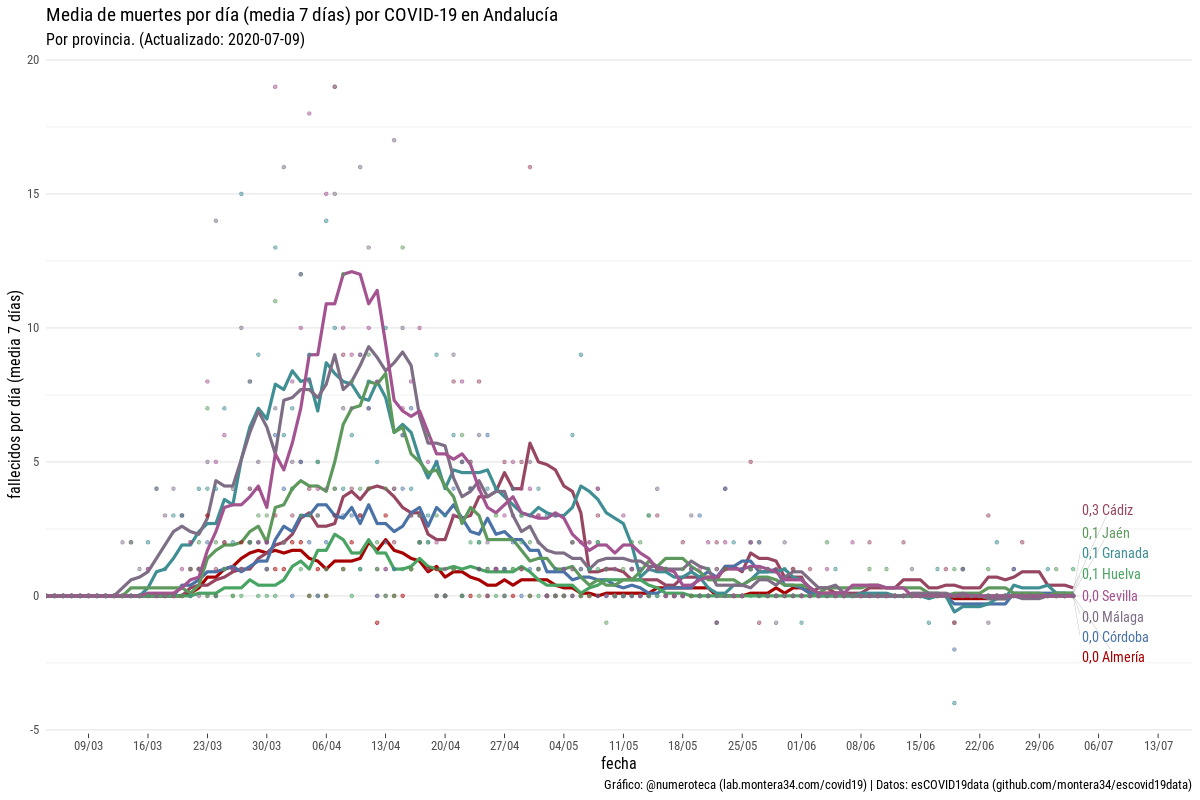 Media de muertes por día (media 7 días) por COVID-19 en Andalucía
Por provincia. (Actualizado: 2020-07-09)
fallecidos por día (media 7 días)
20
15
10
5
0
-5
0,3 Cádiz
0,1 Jaén
0,1 Granada
0,1 Huelva
0,0 Sevilla
0,0 Málaga
0,0 Córdoba
0,0 Almería
09/03 16/03 23/03 30/03 06/04 13/04 20/04 27/04 04/05 11/05 18/05 25/05 01/06 08/06 15/06 22/06 29/06 06/07 13/07
fecha
Gráfico: @numeroteca (lab.montera34.com/covid19) | Datos: esCOVID19data (github.com/montera34/escovid19data)